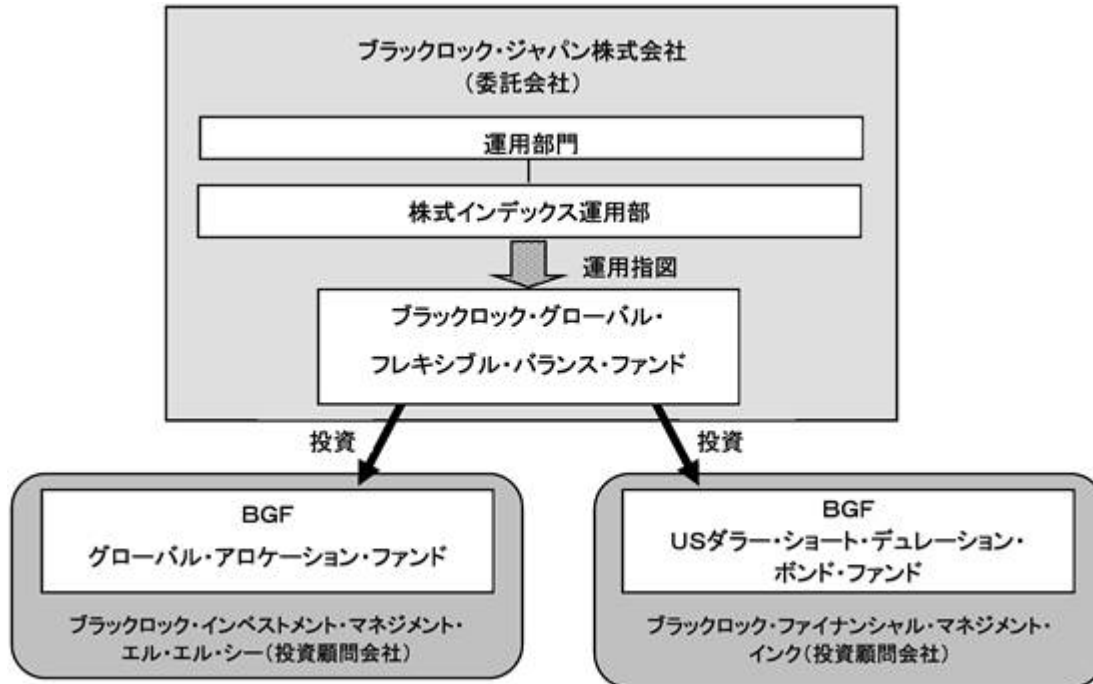 ブラックロック・ジャパン株式会社
（委託会社）
運用部門
株式インデックス運用部
運用指図
ブラックロック・グローバル・
フレキシブル・バランス・ファンド
投資
投資
BGF
グローバル・アロケーション・ファンド
ブラックロック・インベストメント・マネジメント・
エル・エル・シー（投資顧問会社）
BGF
USダラー・ショート・デュレーション・
ボンド・ファンド
ブラックロック・ファイナンシャル・マネジメント・
インク（投資顧問会社）